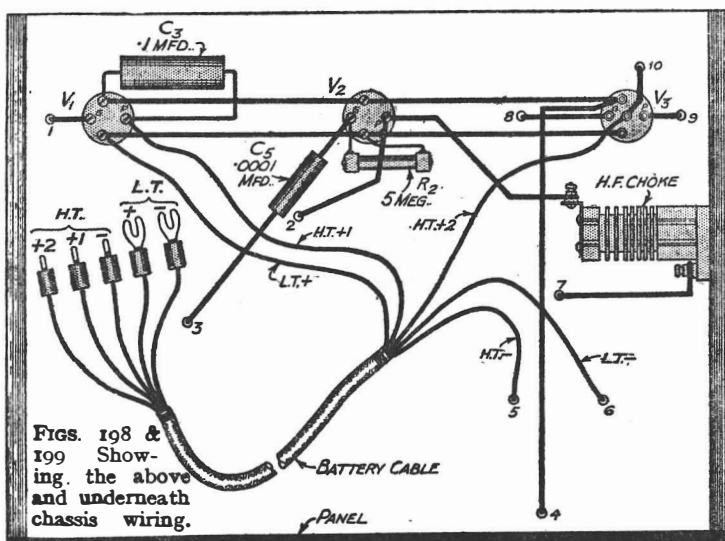 C3
.1 MFD.
V1
V2
V3
10
1
8
9
C5
.0001
MFD.
R2
.5 MEG.
H.F. CHOKE
H.T.
L.T.
+2 +1 -
+ -
2
H.T.+1
H.T.+2
L.T.+
3
7
H.T.-
L.T.-
5
6
FIGS. 198 &
199 Show-
ing. the above
and underneath
chassis wiring.
BATTERY CABLE
4
PANEL